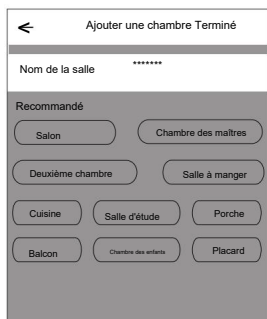 Ajouter une chambre Terminé
Nom de la salle *******
Recommandé
Salon Chambre des maîtres
Deuxième chambre Salle à manger
Cuisine Salle d'étude Porche
Balcon Chambre des enfants Placard